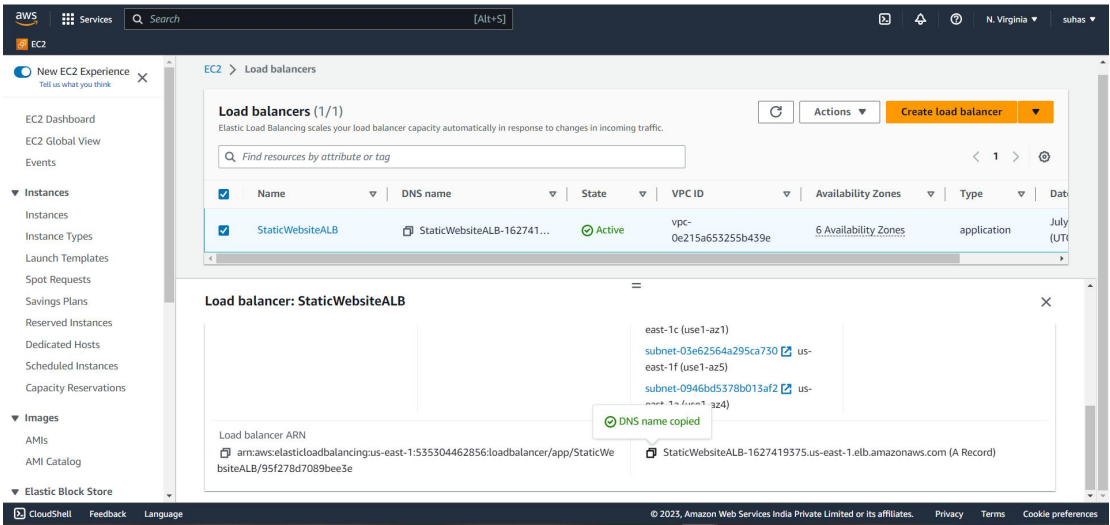 aws
Services
Search
[Alt+S]
N. Virginia
suhas
EC2
New EC2 Experience
Tell us what you think
EC2 Dashboard
EC2 Global View
Events
Instances
Instances
Instance Types
Launch Templates
Spot Requests
Savings Plans
Reserved Instances
Dedicated Hosts
Scheduled Instances
Capacity Reservations
Images
AMIs
AMI Catalog
Elastic Block Store
EC2 > Load balancers
Load balancers (1/1)
Elastic Load Balancing scales your load balancer capacity automatically in response to changes in incoming traffic.
Actions
Create load balancer
Find resources by attribute or tag
1
Name
DNS name
State
VPC ID
Availability Zones
Type
Date
StaticWebsiteALB
StaticWebsiteALB-162741...
Active
vpc-
0e215a653255b439e
6 Availability Zones
application
July
(UTC
Load balancer: StaticWebsiteALB
east-1c (use1-az1)
subnet-03e62564a295ca730 us-
east-1f (use1-az5)
subnet-0946bd5378b013af2 us-
east-1a (use1-az4)
DNS name copied
Load balancer ARN
arn:aws:elasticloadbalancing:us-east-1:535304462856:loadbalancer/app/StaticWe
bsiteALB/95f278d7089bee3e
StaticWebsiteALB-1627419375.us-east-1.elb.amazonaws.com (A Record)
CloudShell
Feedback
Language
© 2023, Amazon Web Services India Private Limited or its affiliates.
Privacy
Terms
Cookie preferences